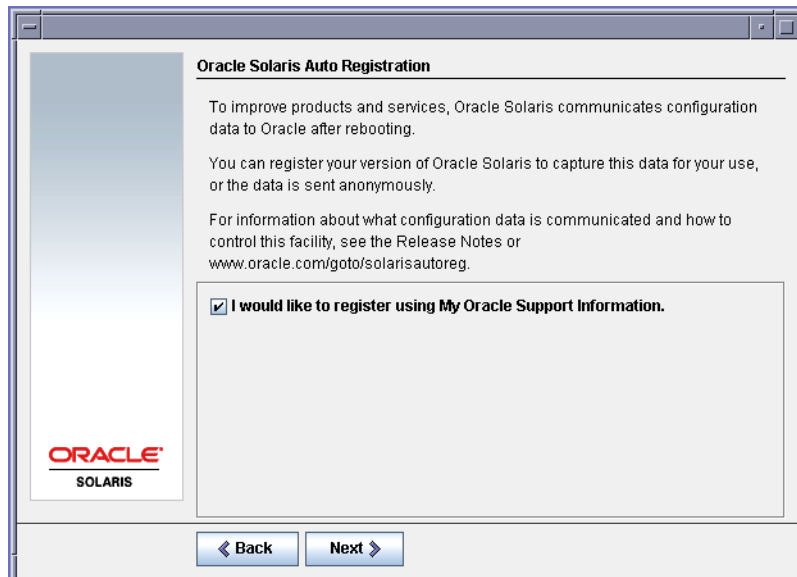 Oracle Solaris Auto Registration
To improve products and services, Oracle Solaris communicates configuration
data to Oracle after rebooting.
You can register your version of Oracle Solaris to capture this data for your use,
or the data is sent anonymously.
For information about what configuration data is communicated and how to
control this facility, see the Release Notes or
www.oracle.com/goto/solarisautoreg.
I would like to register using My Oracle Support Information.
ORACLE
SOLARIS
Back
Next